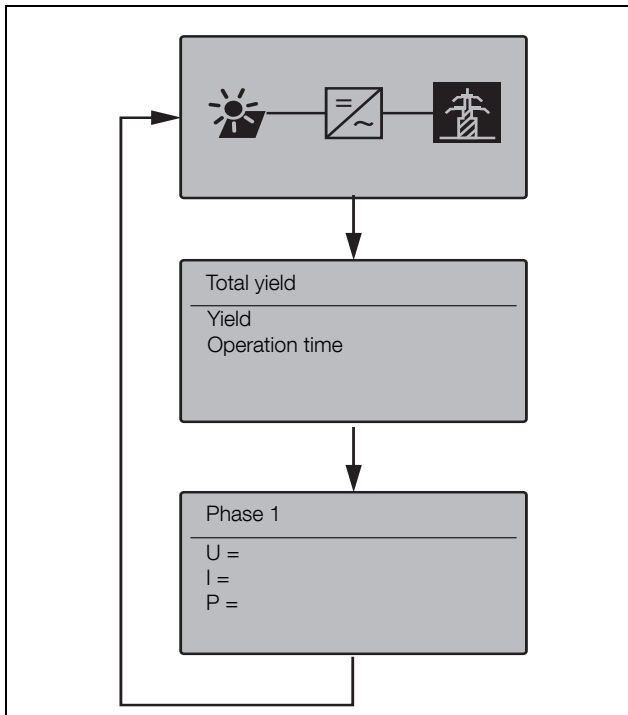 Total yield
Yield
Operation time
Phase 1
U =
I =
P =